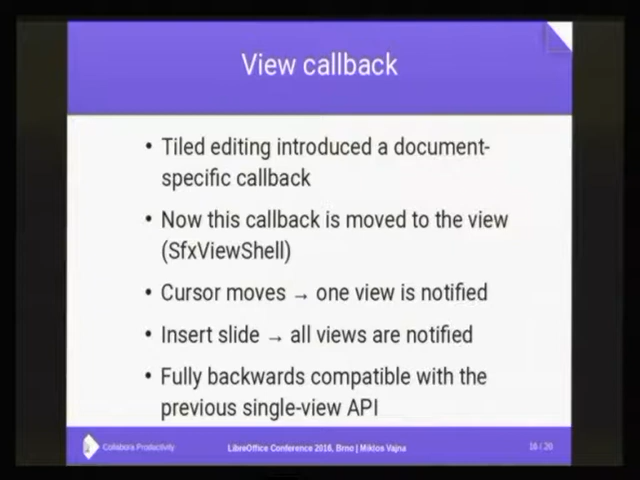 View callback
• Tiled editing introduced a document-
specific callback
• Now this callback is moved to the view
(SfxViewShell)
• Cursor moves → one view is notified
• Insert slide → all views are notified
• Fully backwards compatible with the
previous single-view API
Collabora Productivity
LibreOffice Conference 2016, Brno | Miklos Vajna
16 / 20